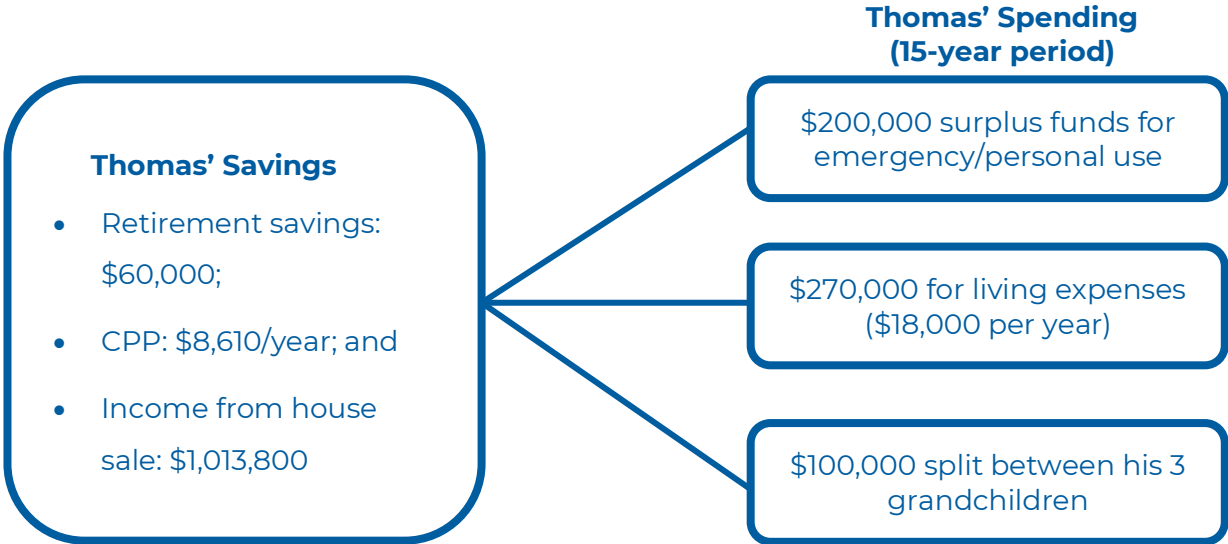 Thomas’ Savings
• Retirement savings:
$60,000;
• CPP: $8,610/year; and
• Income from house
sale: $1,013,800
Thomas’ Spending
(15-year period)
$200,000 surplus funds for
emergency/personal use
$270,000 for living expenses
($18,000 per year)
$100,000 split between his 3
grandchildren